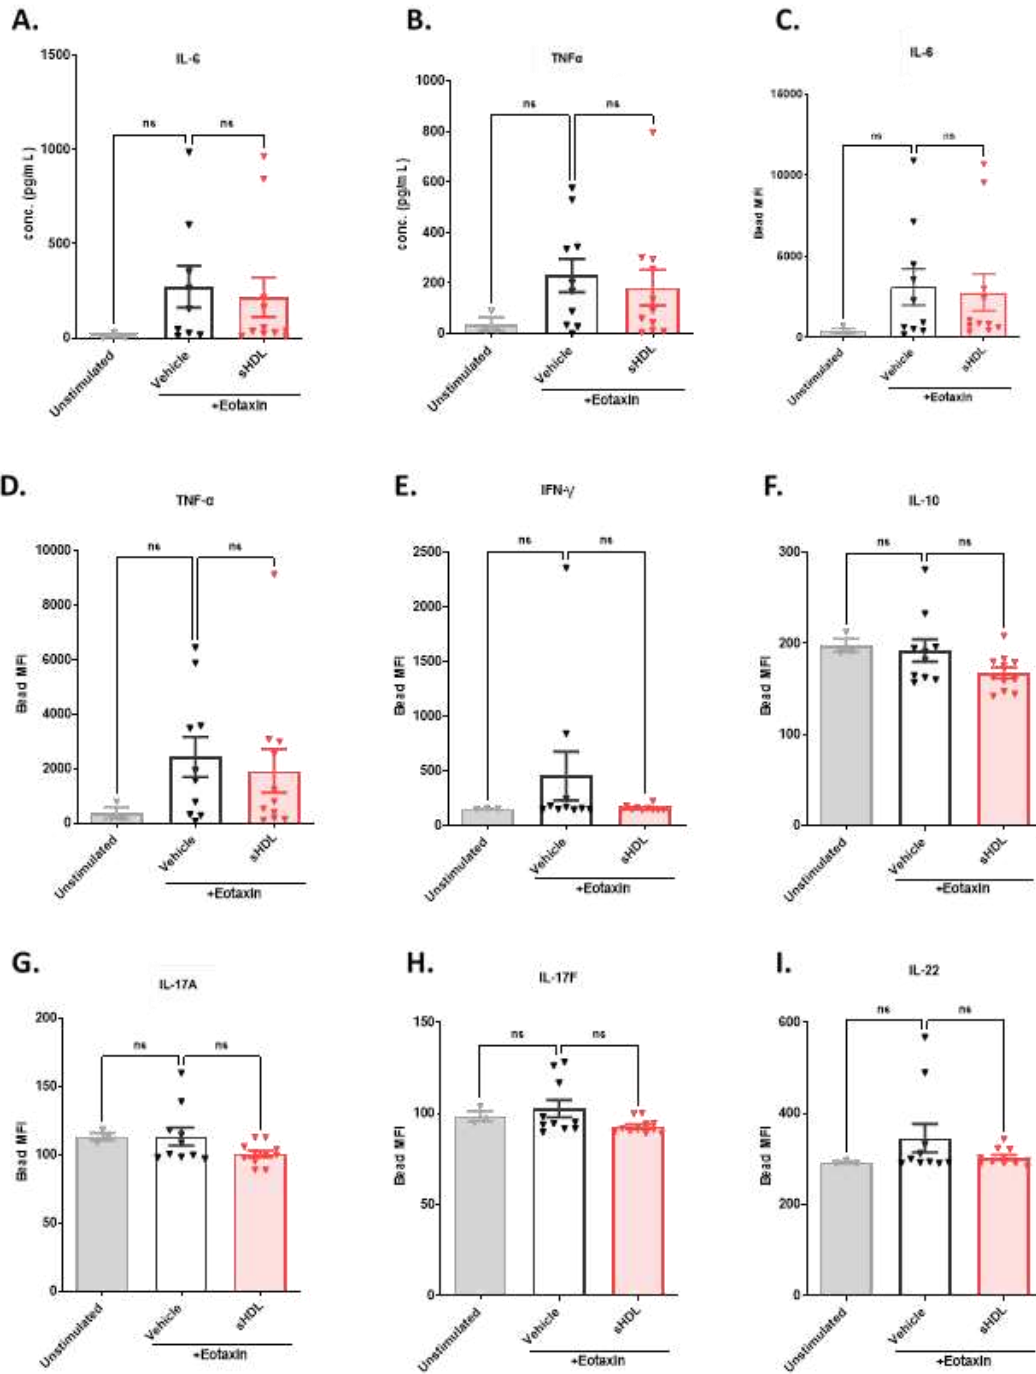 A.
IL-6
1500
1000
500
0
conc. (pg/mL)
ns
ns
Unstimulated
Vehicle
sHDL
+Eotaxin
B.
TNFα
1000
800
600
400
200
0
conc. (pg/mL)
ns
ns
Unstimulated
Vehicle
sHDL
+Eotaxin
C.
IL-6
15000
10000
5000
0
Bead MFI
ns
ns
Unstimulated
Vehicle
sHDL
+Eotaxin
D.
TNF-α
10000
8000
6000
4000
2000
0
Bead MFI
ns
ns
Unstimulated
Vehicle
sHDL
+Eotaxin
E.
IFN-γ
2500
2000
1500
1000
500
0
Bead MFI
ns
ns
Unstimulated
Vehicle
sHDL
+Eotaxin
F.
IL-10
300
200
100
0
Bead MFI
ns
ns
Unstimulated
Vehicle
sHDL
+Eotaxin
G.
IL-17A
200
150
100
50
0
Bead MFI
ns
ns
Unstimulated
Vehicle
sHDL
+Eotaxin
H.
IL-17F
150
100
50
0
Bead MFI
ns
ns
Unstimulated
Vehicle
sHDL
+Eotaxin
I.
IL-22
600
400
200
0
Bead MFI
ns
ns
Unstimulated
Vehicle
sHDL
+Eotaxin